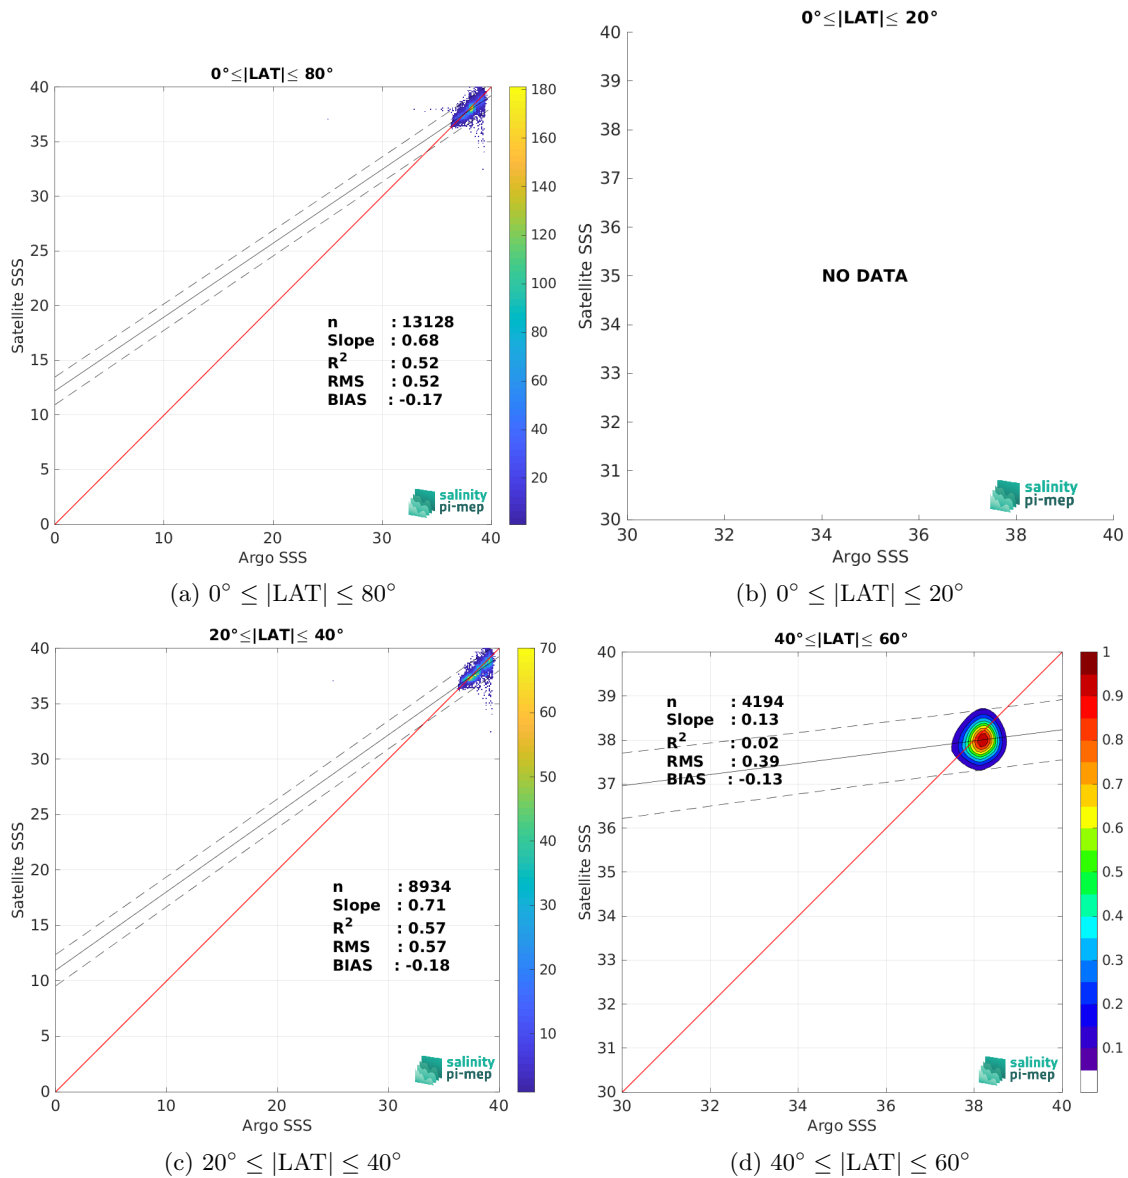 0°≤|LAT|≤ 80°
40
35
30
25
20
15
10
5
0
0
10
20
30
40
Satellite SSS
Argo SSS
n : 13128
Slope : 0.68
R² : 0.52
RMS : 0.52
BIAS : -0.17
salinity
pi-mep
180
160
140
120
100
80
60
40
20
(a) 0° ≤ |LAT| ≤ 80°
0°≤|LAT|≤ 20°
40
39
38
37
36
35
34
33
32
31
30
30
32
34
36
38
40
Satellite SSS
Argo SSS
NO DATA
salinity
pi-mep
(b) 0° ≤ |LAT| ≤ 20°
20°≤|LAT|≤ 40°
40
35
30
25
20
15
10
5
0
0
10
20
30
40
Satellite SSS
Argo SSS
n : 8934
Slope : 0.71
R² : 0.57
RMS : 0.57
BIAS : -0.18
salinity
pi-mep
70
60
50
40
30
20
10
(c) 20° ≤ |LAT| ≤ 40°
40°≤|LAT|≤ 60°
40
39
38
37
36
35
34
33
32
31
30
30
32
34
36
38
40
Satellite SSS
Argo SSS
n : 4194
Slope : 0.13
R² : 0.02
RMS : 0.39
BIAS : -0.13
salinity
pi-mep
1
0.9
0.8
0.7
0.6
0.5
0.4
0.3
0.2
0.1
(d) 40° ≤ |LAT| ≤ 60°